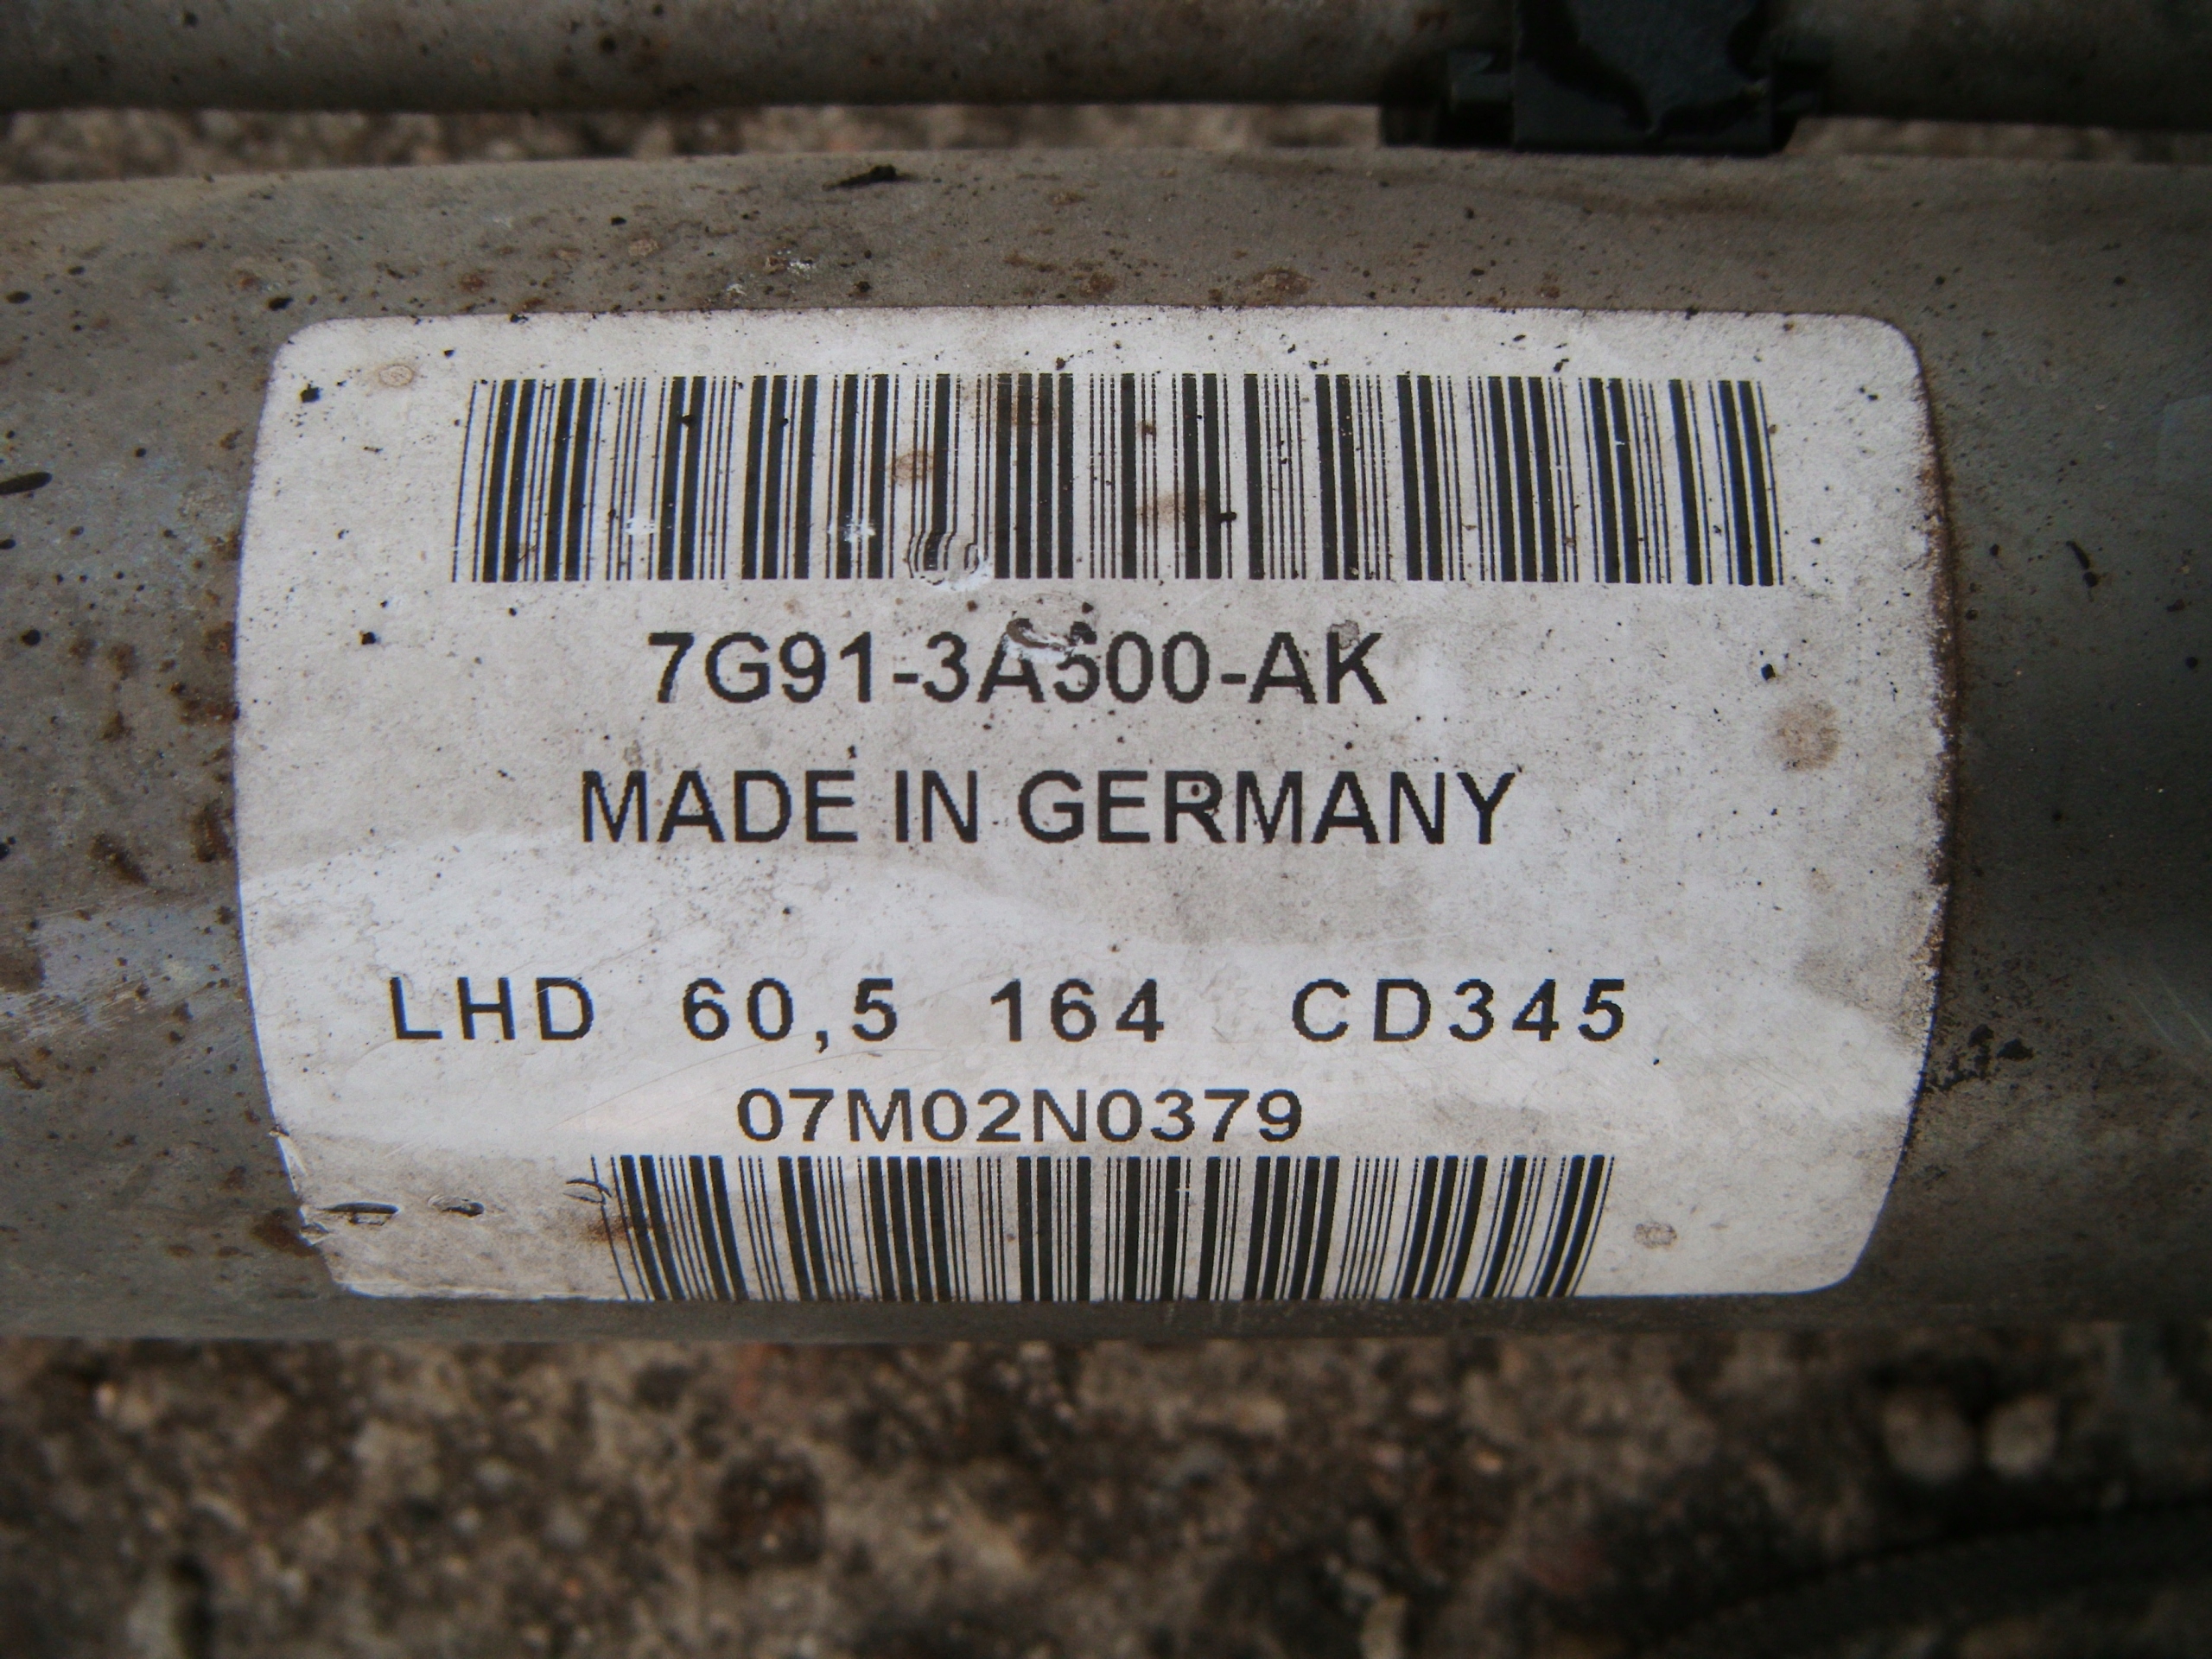 7G91-3A500-AK
MADE IN GERMANY
LHD 60,5 164 CD345
07M02N0379